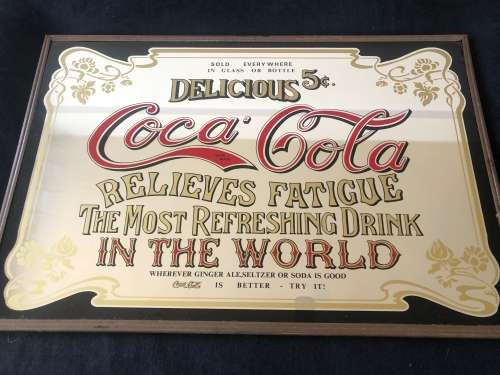 SOLD EVERYWHERE
IN GLASS OR BOTTLE
DELICIOUS 5¢.
Coca-Cola
RELIEVES FATIGUE
THE MOST REFRESHING DRINK
IN THE WORLD
WHEREVER GINGER ALE,SELTZER OR SODA IS GOOD
Coca-Cola IS BETTER - TRY IT!